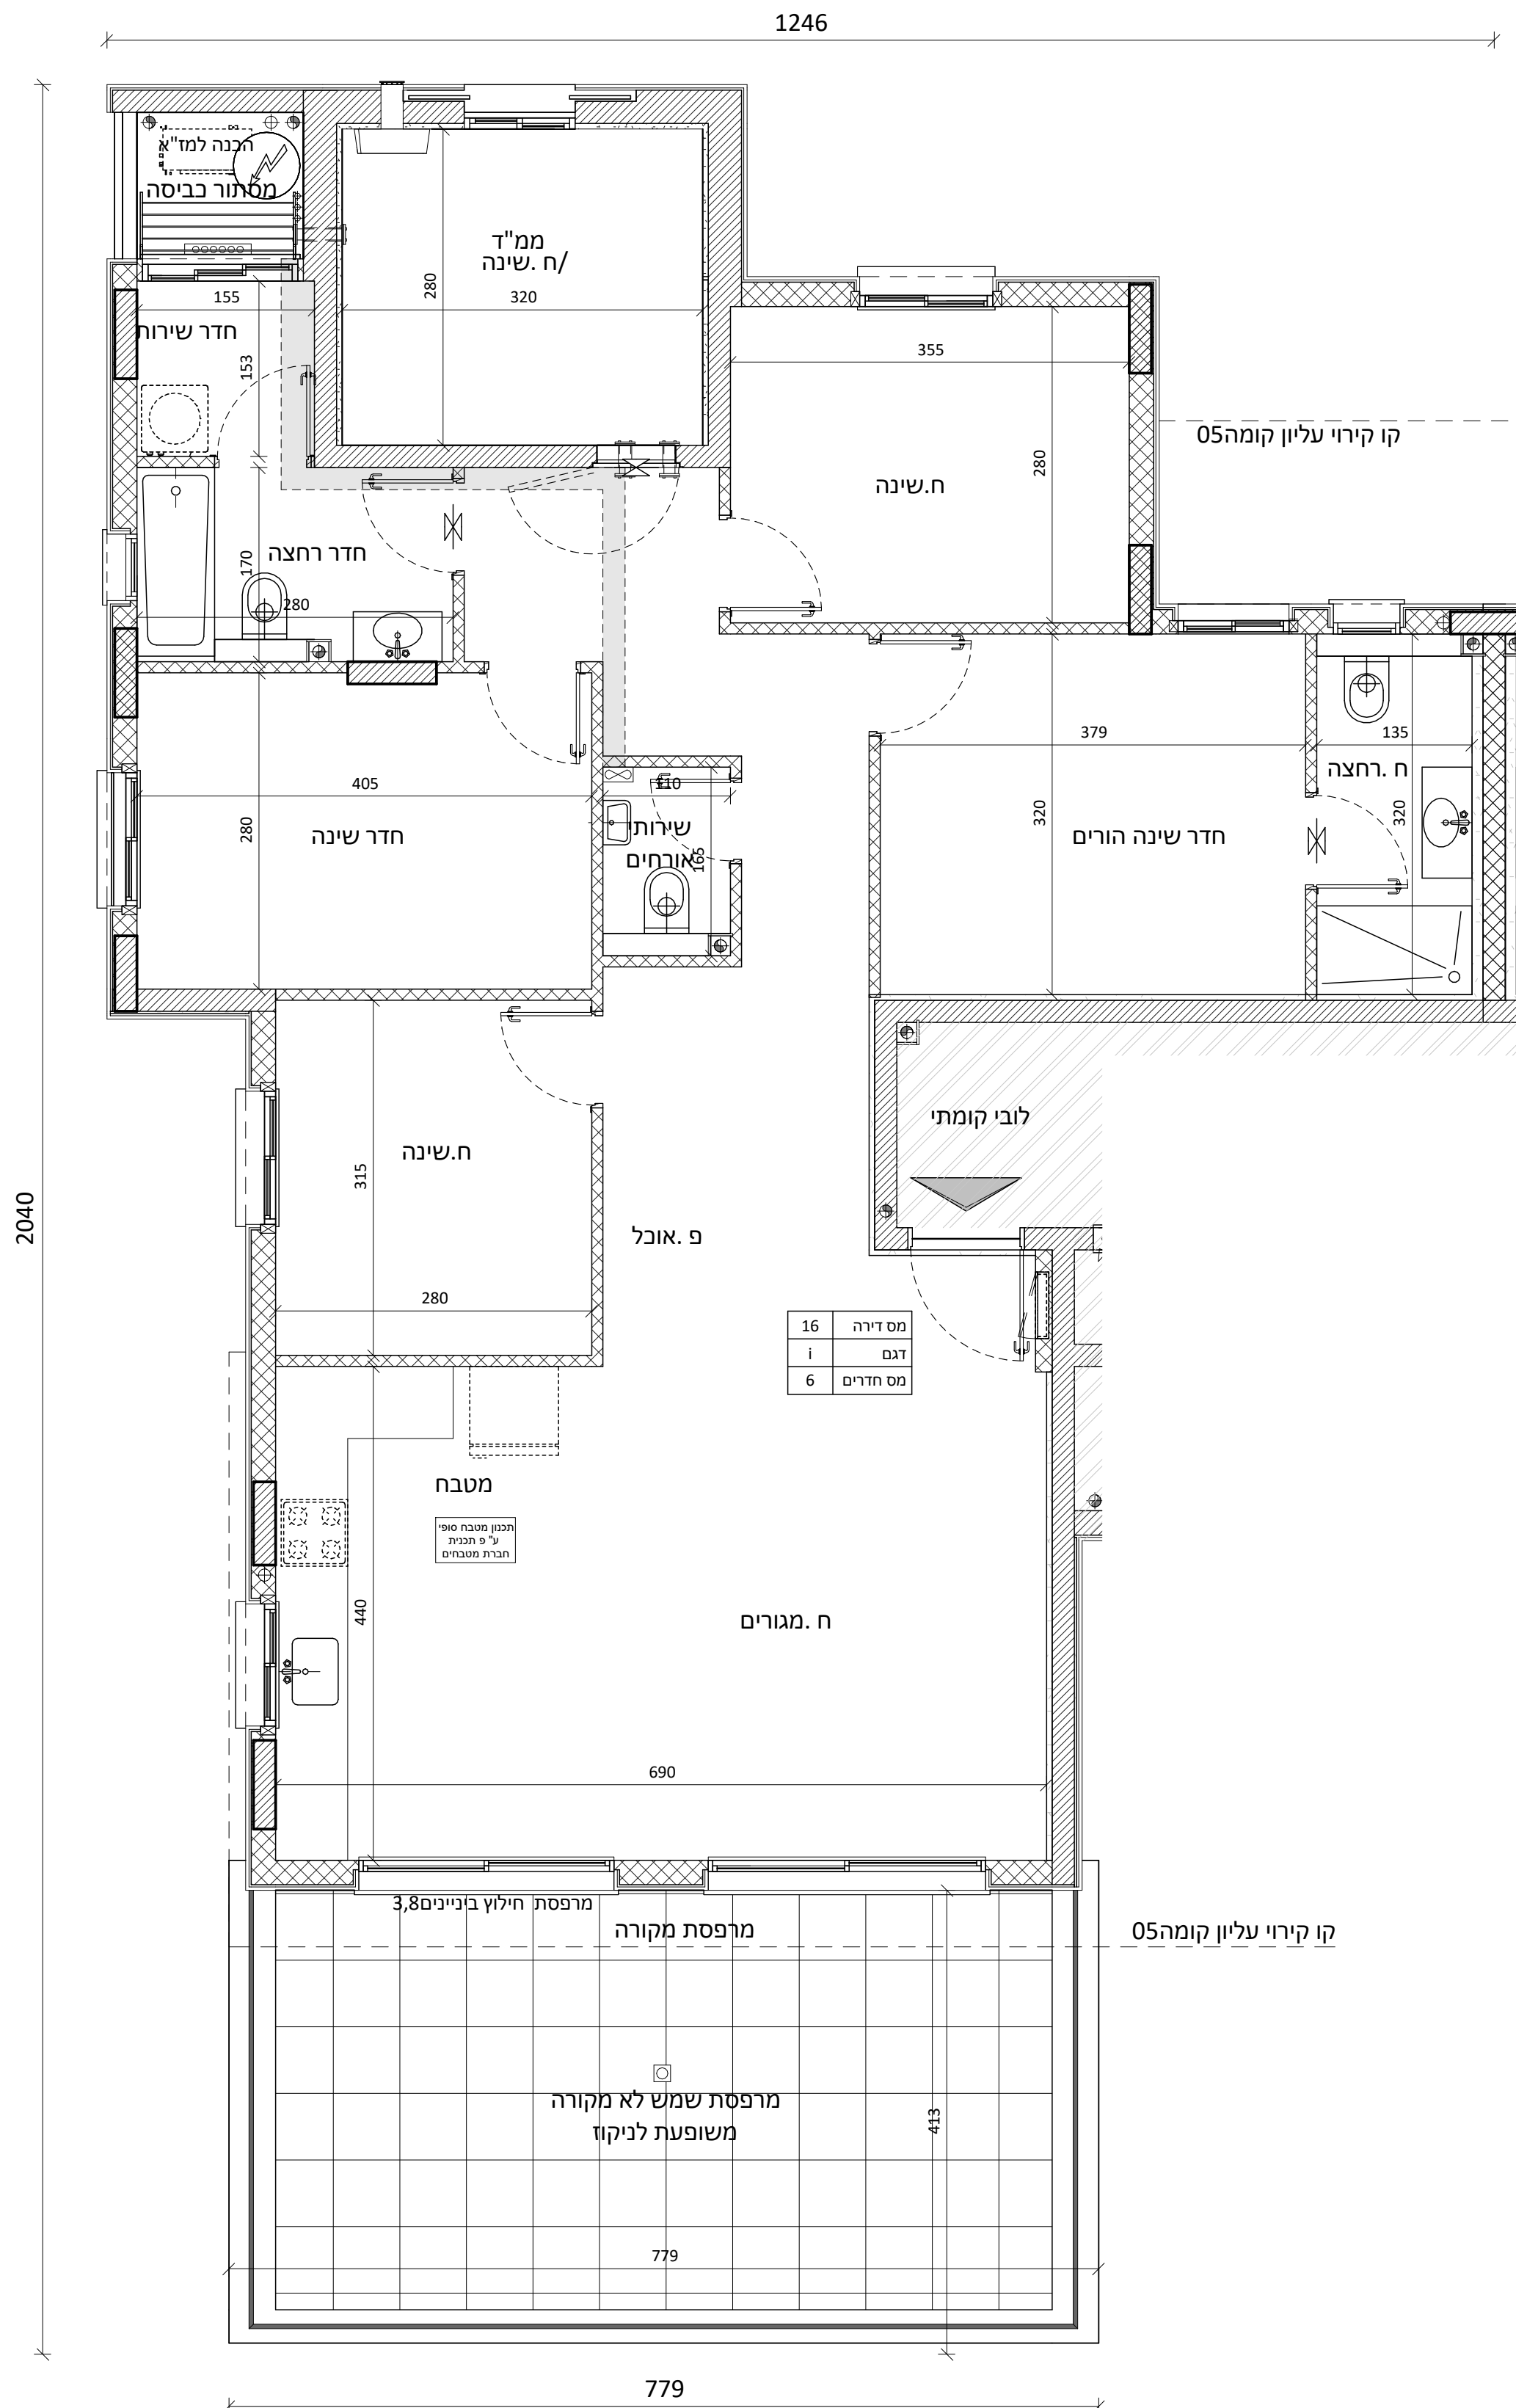 1246
הבנה למז"א
מסתור כביסה
ממ"ד
/ח .שינה
280
320
155
חדר שירות
153
355
קו קירוי עליון קומה05
280
ח.שינה
חדר רחצה
170
280
379
135
ח .רחצה
320
320
חדר שינה הורים
405
280
חדר שינה
110
שירותי
אורחים
165
לובי קומתי
ח.שינה
315
2040
פ .אוכל
280
מס דירה 16
דגם i
מס חדרים 6
מטבח
תכנון מטבח סופי
ע" פ תכנית
חברת מטבחים
440
ח .מגורים
690
מרפסת חילוץ ביניינים3,8
מרפסת מקורה
קו קירוי עליון קומה05
מרפסת שמש לא מקורה
משופעת לניקוז
413
779
779